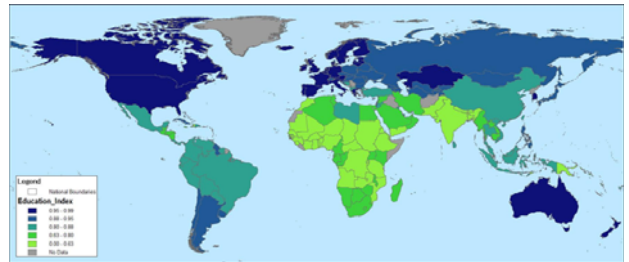 Legend
National Boundaries
Education_Index
0.95 - 0.99
0.88 - 0.95
0.80 - 0.88
0.63 - 0.80
0.00 - 0.63
No Data